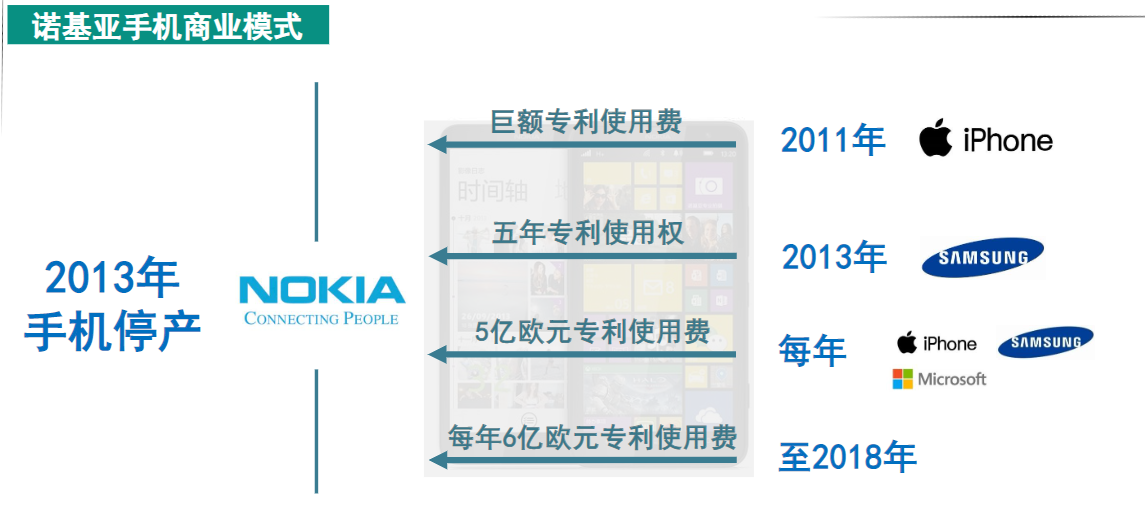 诺基亚手机商业模式
巨额专利使用费
2011年
iPhone
时间轴
五年专利使用权
2013年
SAMSUNG
2013年
手机停产
NOKIA
CONNECTING PEOPLE
5亿欧元专利使用费
每年
iPhone
SAMSUNG
Microsoft
每年6亿欧元专利使用费
至2018年